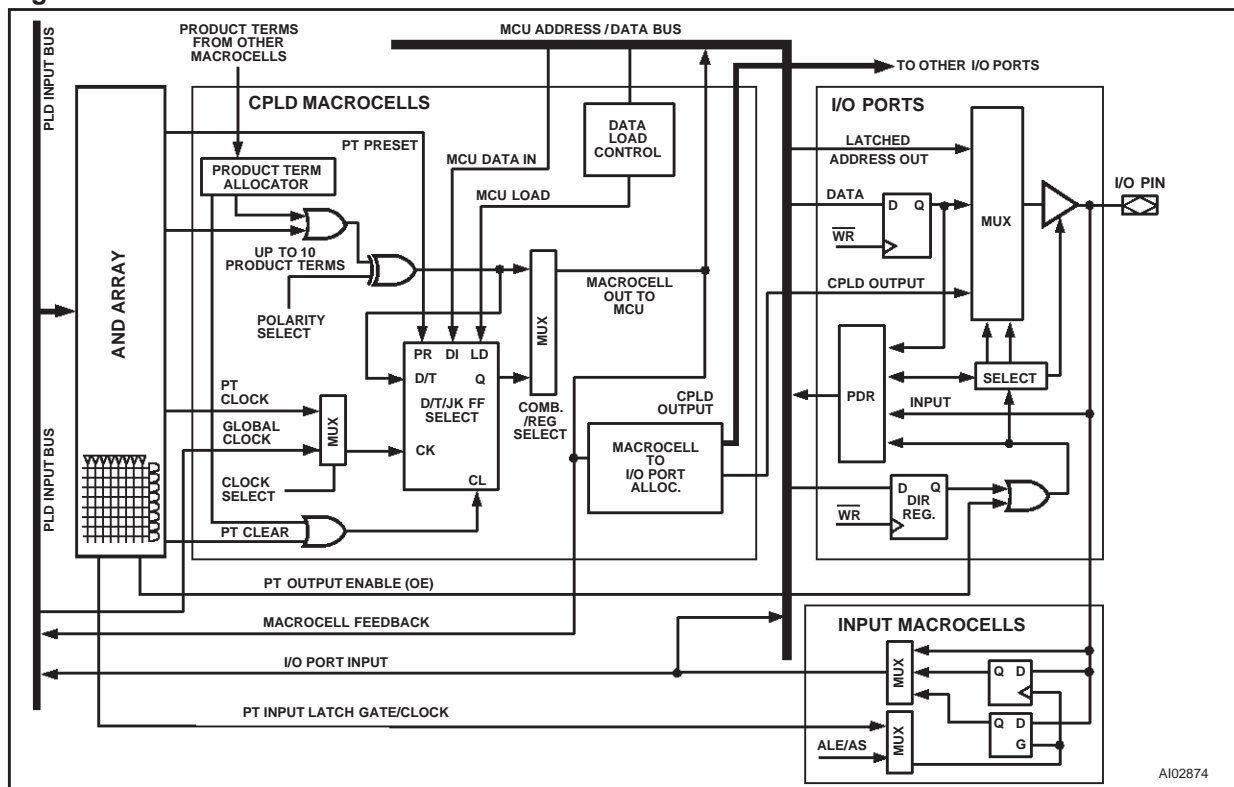 PRODUCT TERMS
FROM OTHER
MACROCELLS
MCU ADDRESS / DATA BUS
TO OTHER I/O PORTS
PLD INPUT BUS
CPLD MACROCELLS
I/O PORTS
AND ARRAY
PT PRESET
MCU DATA IN
DATA
LOAD
CONTROL
LATCHED
ADDRESS OUT
PRODUCT TERM
ALLOCATOR
MCU LOAD
DATA
D Q
WR
MUX
I/O PIN
UP TO 10
PRODUCT TERMS
POLARITY
SELECT
MUX
MACROCELL
OUT TO
MCU
CPLD OUTPUT
PR DI LD
D/T Q
D/T/JK FF
SELECT
CK
CL
COMB.
/REG
SELECT
CPLD
OUTPUT
PDR
SELECT
INPUT
PT
CLOCK
GLOBAL
CLOCK
MUX
CLOCK
SELECT
MACROCELL
TO
I/O PORT
ALLOC.
PLD INPUT BUS
D Q
DIR
REG.
WR
PT CLEAR
PT OUTPUT ENABLE (OE)
MACROCELL FEEDBACK
INPUT MACROCELLS
I/O PORT INPUT
MUX
Q D
PT INPUT LATCH GATE/CLOCK
Q D
G
ALE/AS
MUX
AI02874